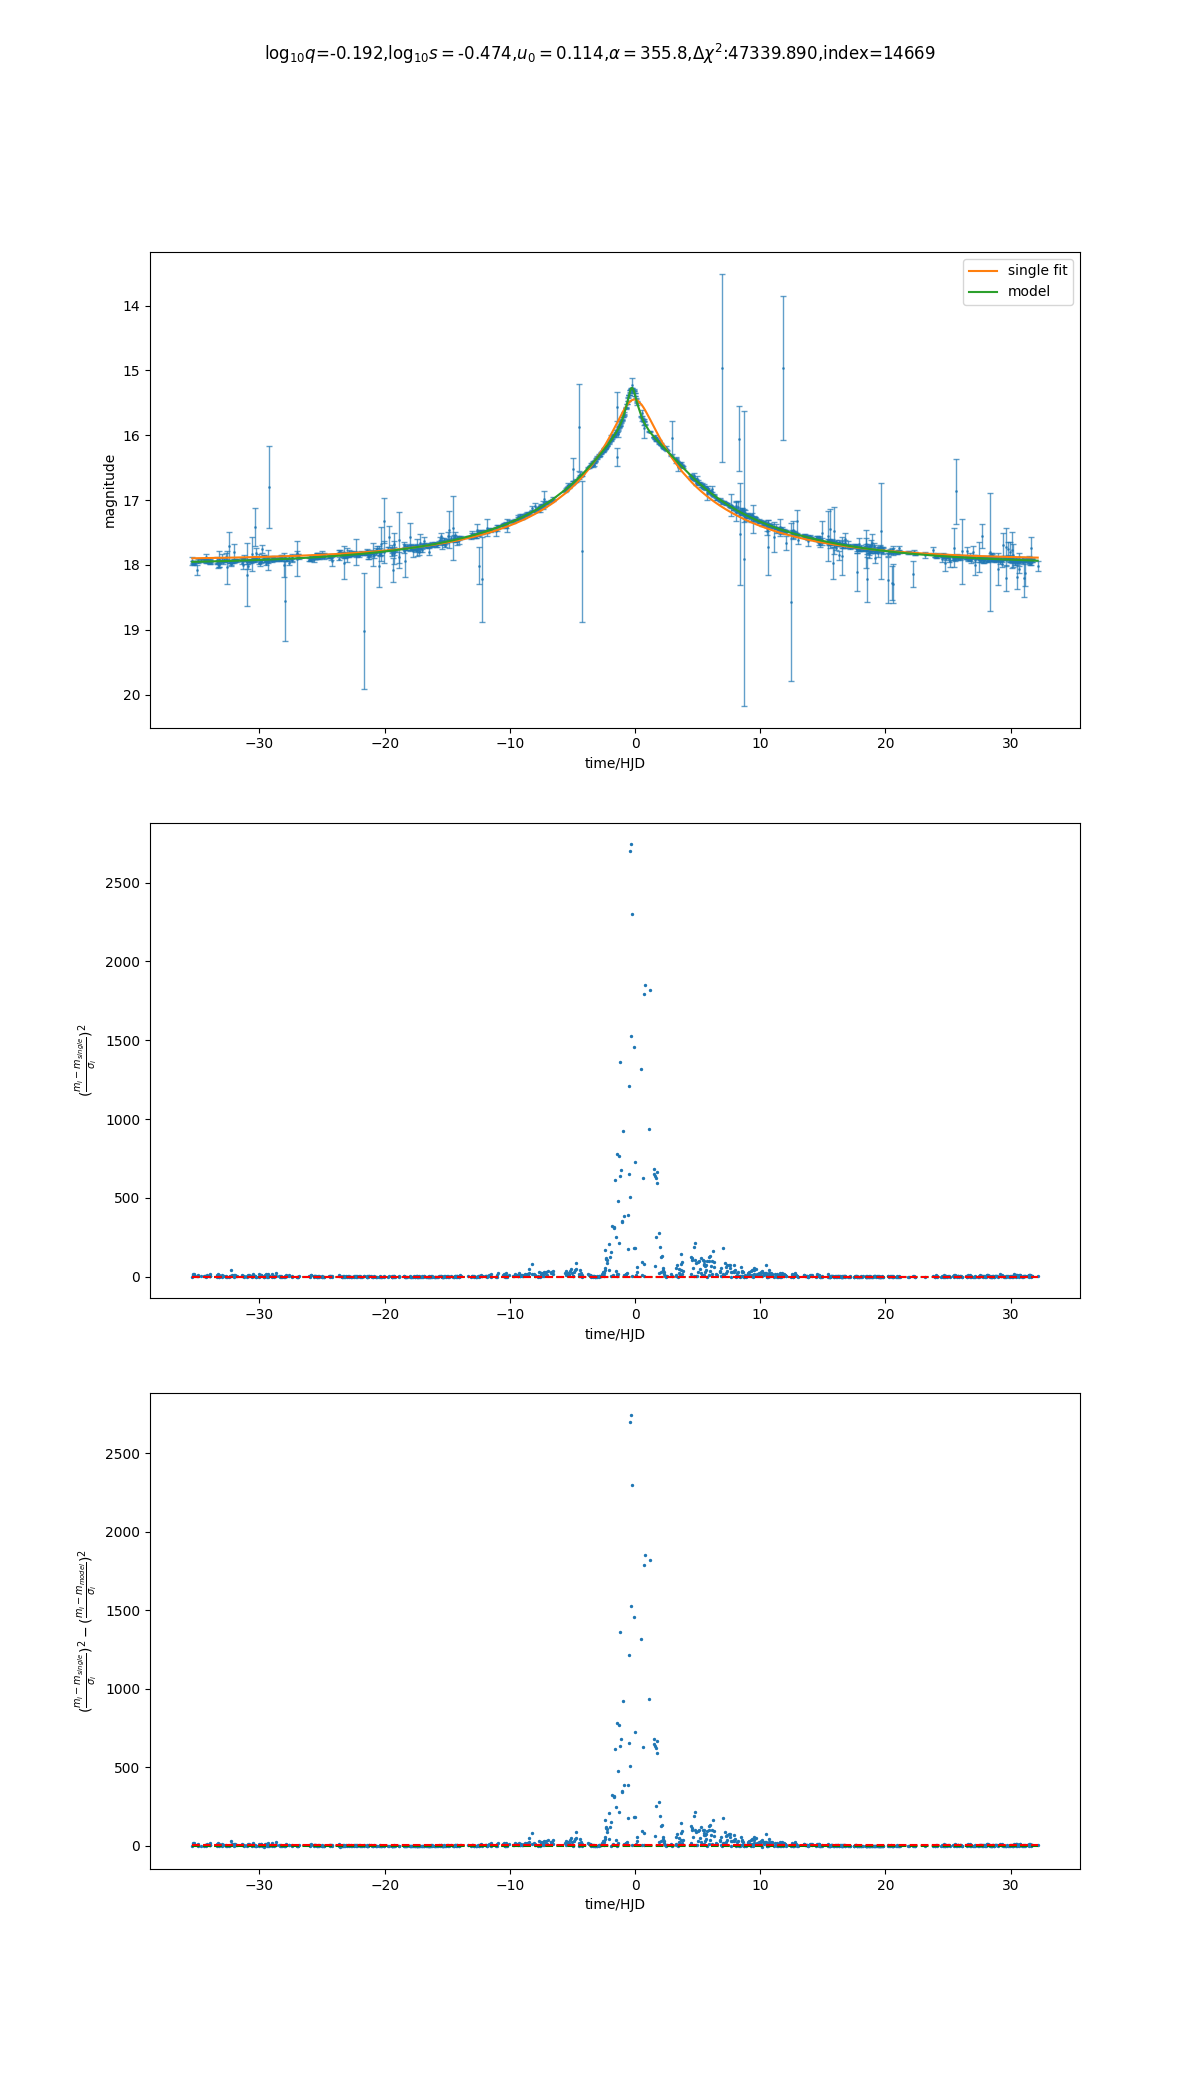 log₁₀q=-0.192,log₁₀s = -0.474,u₀ = 0.114,α = 355.8,Δχ²:47339.890,index=14669
single fit
model
14
15
16
17
18
19
20
magnitude
−30 −20 −10 0 10 20 30
time/HJD
2500
2000
1500
1000
500
0
(mᵢ − m_single / σᵢ)²
−30 −20 −10 0 10 20 30
time/HJD
2500
2000
1500
1000
500
0
(mᵢ − m_single / σᵢ)² − (mᵢ − m_model / σᵢ)²
−30 −20 −10 0 10 20 30
time/HJD